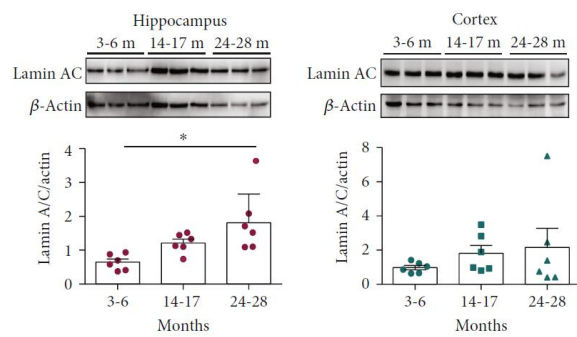 Hippocampus
3-6 m 14-17 m 24-28 m
Lamin AC
β-Actin
*
Lamin A/C/actin
4
3
2
1
0
3-6 14-17 24-28
Months
Cortex
3-6 m 14-17 m 24-28 m
Lamin AC
β-Actin
Lamin A/C/actin
8
6
4
2
0
3-6 14-17 24-28
Months